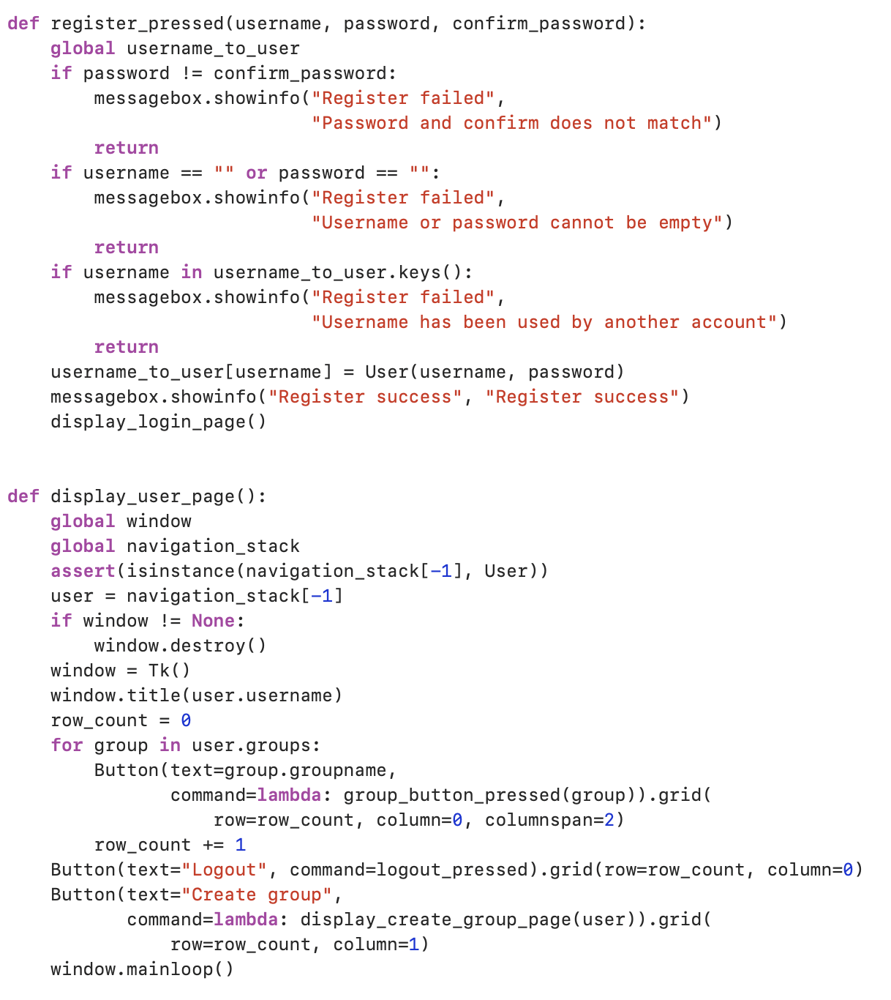 def register_pressed(username, password, confirm_password):
    global username_to_user
    if password != confirm_password:
        messagebox.showinfo("Register failed",
                            "Password and confirm does not match")
        return
    if username == "" or password == "":
        messagebox.showinfo("Register failed",
                            "Username or password cannot be empty")
        return
    if username in username_to_user.keys():
        messagebox.showinfo("Register failed",
                            "Username has been used by another account")
        return
    username_to_user[username] = User(username, password)
    messagebox.showinfo("Register success", "Register success")
    display_login_page()


def display_user_page():
    global window
    global navigation_stack
    assert(isinstance(navigation_stack[-1], User))
    user = navigation_stack[-1]
    if window != None:
        window.destroy()
    window = Tk()
    window.title(user.username)
    row_count = 0
    for group in user.groups:
        Button(text=group.groupname,
               command=lambda: group_button_pressed(group)).grid(
                   row=row_count, column=0, columnspan=2)
        row_count += 1
    Button(text="Logout", command=logout_pressed).grid(row=row_count, column=0)
    Button(text="Create group",
           command=lambda: display_create_group_page(user)).grid(
               row=row_count, column=1)
    window.mainloop()